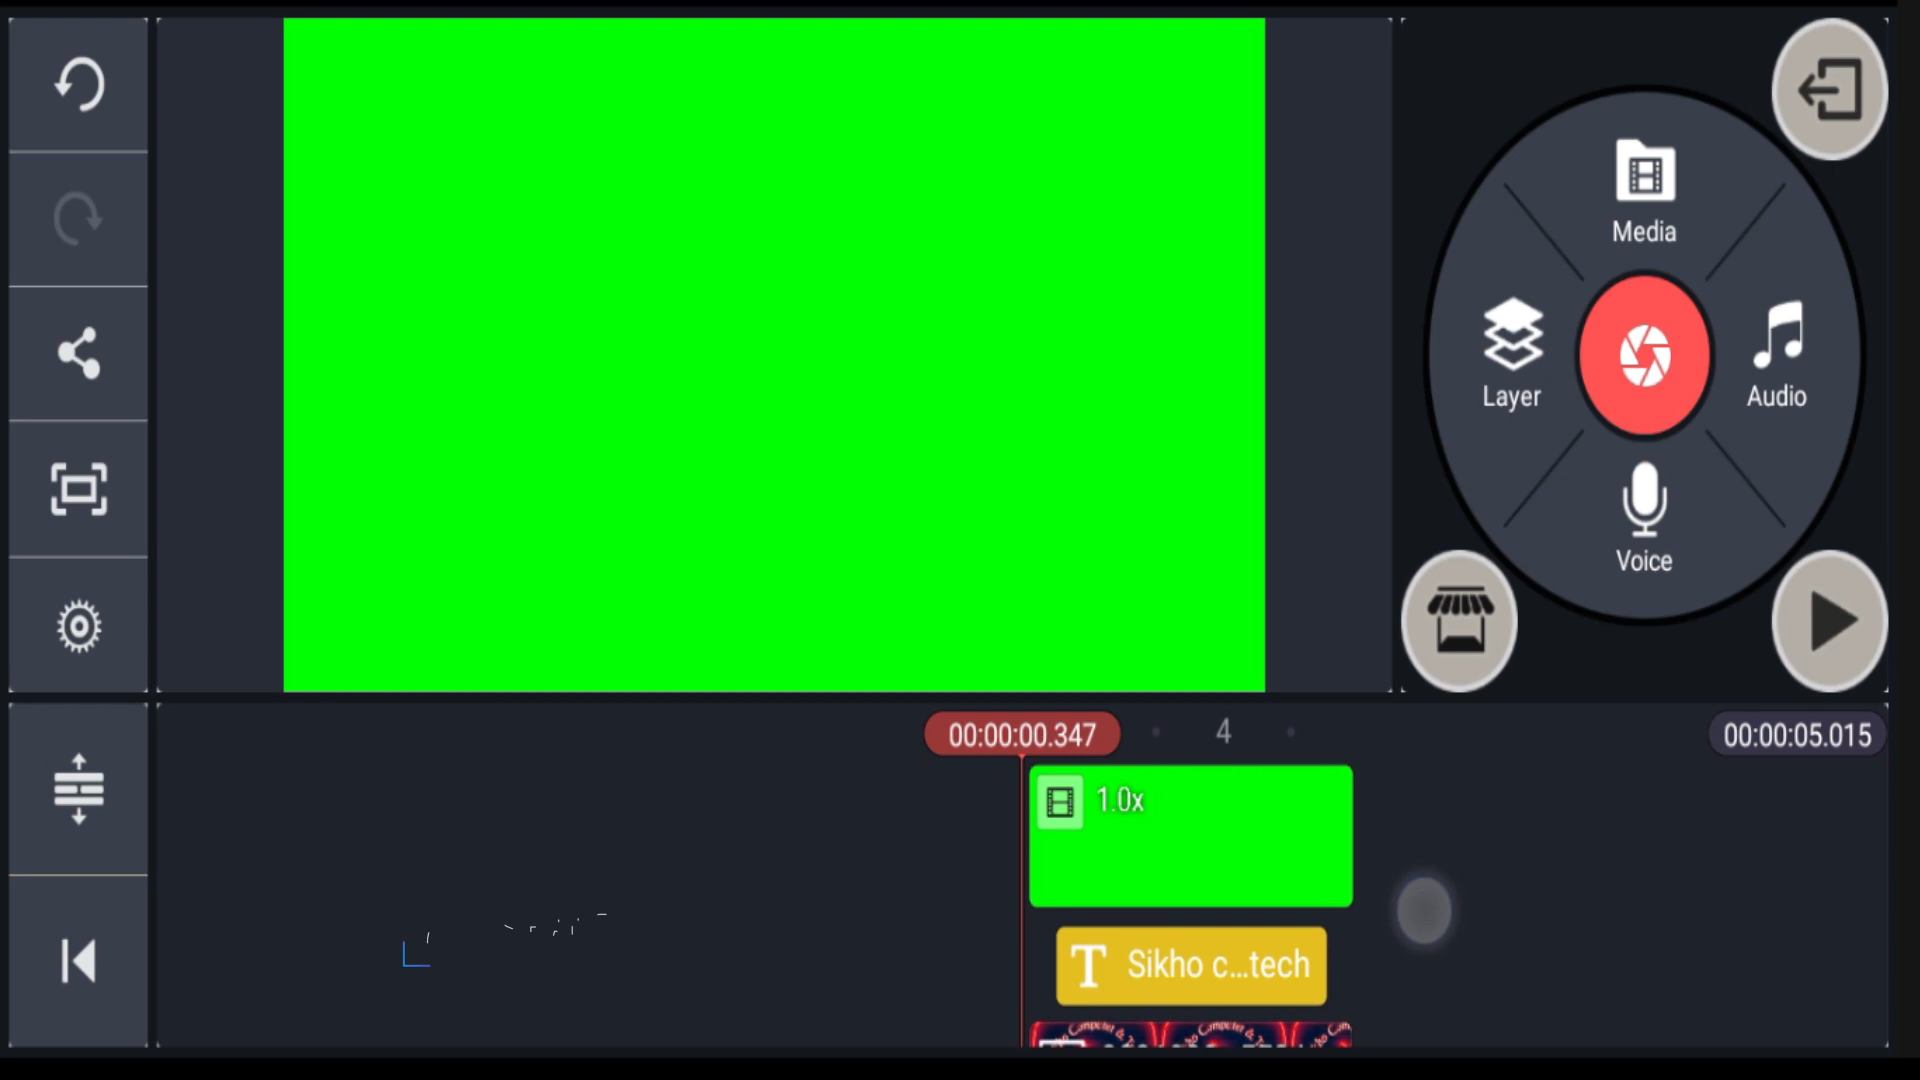 Media
Layer
Audio
Voice
00:00:00.347
4
00:00:05.015
1.0x
T Sikho c...tech